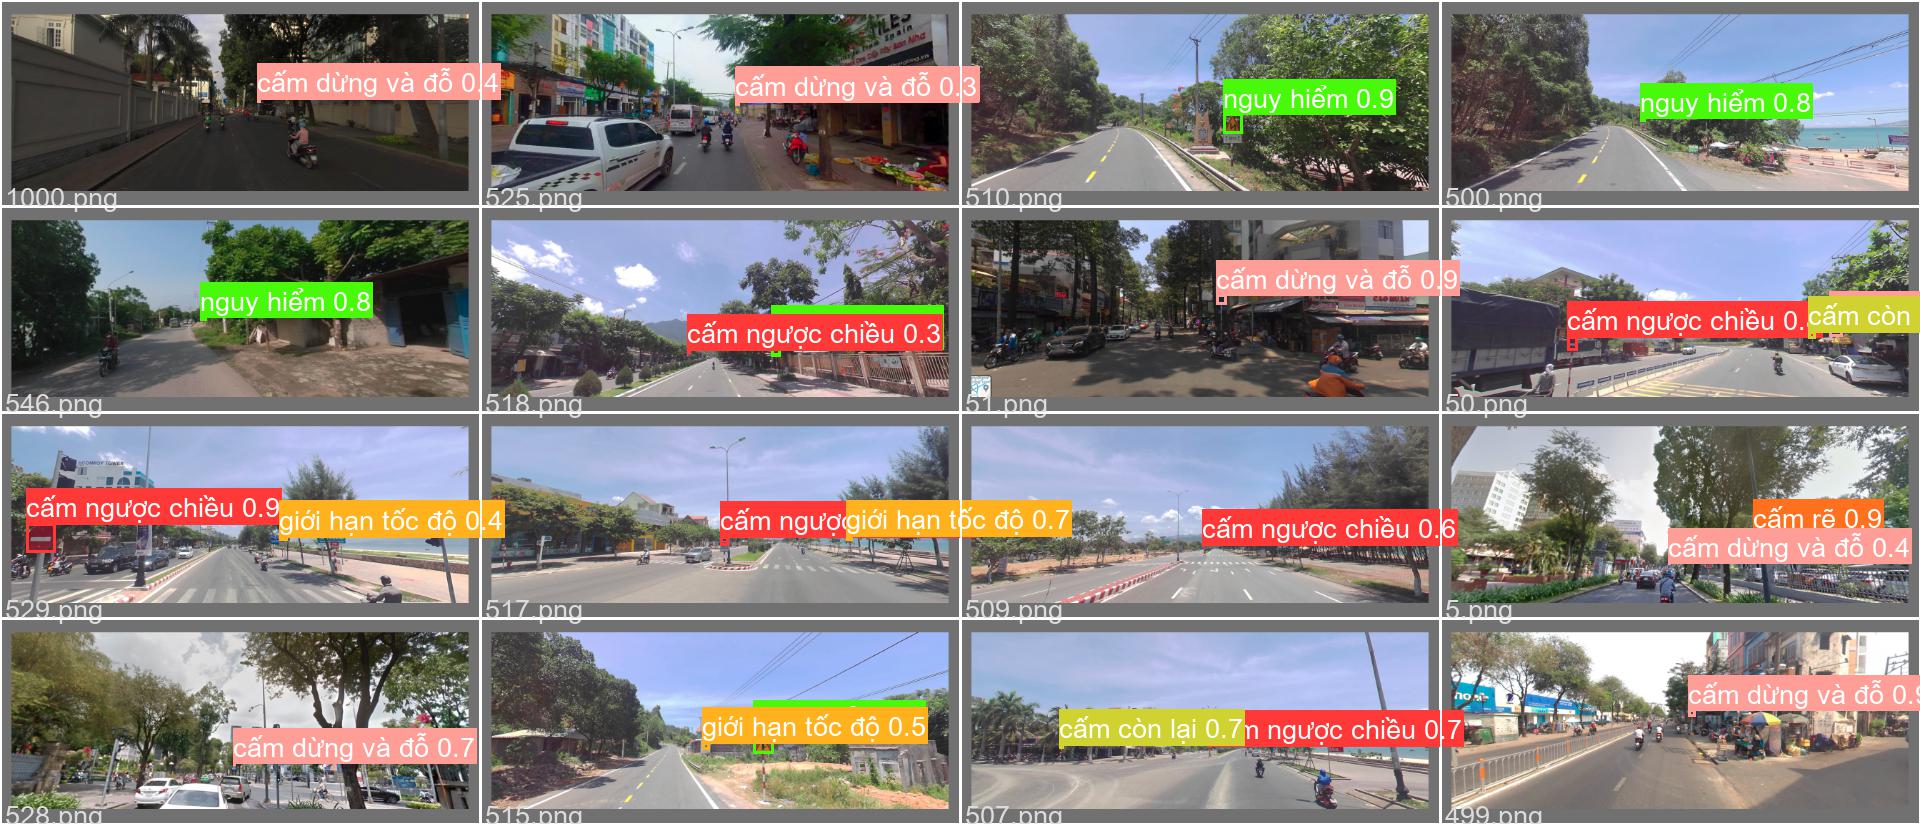 cấm dừng và đỗ 0.4
1000.png
cấm dừng và đỗ 0.3
525.png
nguy hiểm 0.9
510.png
nguy hiểm 0.8
500.png
nguy hiểm 0.8
546.png
cấm ngược chiều 0.3
518.png
cấm dừng và đỗ 0.9
51.png
cấm ngược chiều 0.
cấm còn
50.png
cấm ngược chiều 0.9
giới hạn tốc độ 0.4
529.png
cấm ngượ
giới hạn tốc độ 0.7
517.png
cấm ngược chiều 0.6
509.png
cấm rẽ 0.9
cấm dừng và đỗ 0.4
5.png
cấm dừng và đỗ 0.7
528.png
giới hạn tốc độ 0.5
515.png
cấm còn lại 0.7
m ngược chiều 0.7
507.png
cấm dừng và đỗ 0.9
499.png